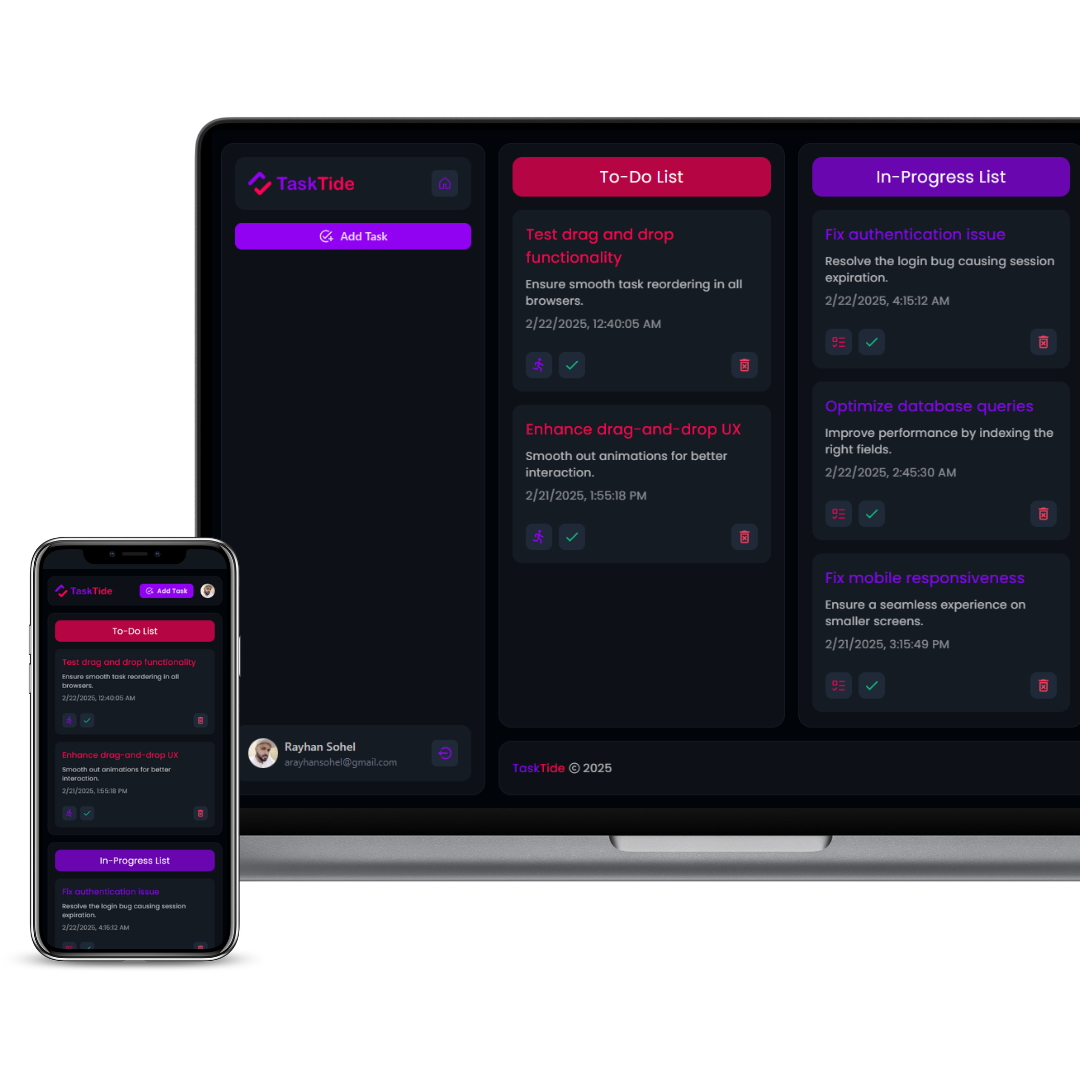 TaskTide
Add Task
Rayhan Sohel
arayhansohel@gmail.com
To-Do List
Test drag and drop
functionality
Ensure smooth task reordering in all
browsers.
2/22/2025, 12:40:05 AM
Enhance drag-and-drop UX
Smooth out animations for better
interaction.
2/21/2025, 1:55:18 PM
In-Progress List
Fix authentication issue
Resolve the login bug causing session
expiration.
2/22/2025, 4:15:12 AM
Optimize database queries
Improve performance by indexing the
right fields.
2/22/2025, 2:45:30 AM
Fix mobile responsiveness
Ensure a seamless experience on
smaller screens.
2/21/2025, 3:15:49 PM
TaskTide © 2025
TaskTide
Add Task
To-Do List
Test drag and drop functionality
Ensure smooth task reordering in all
browsers.
2/22/2025, 12:40:05 AM
Enhance drag-and-drop UX
Smooth out animations for better
interaction.
2/21/2025, 1:55:18 PM
In-Progress List
Fix authentication issue
Resolve the login bug causing session
expiration.
2/22/2025, 4:15:12 AM